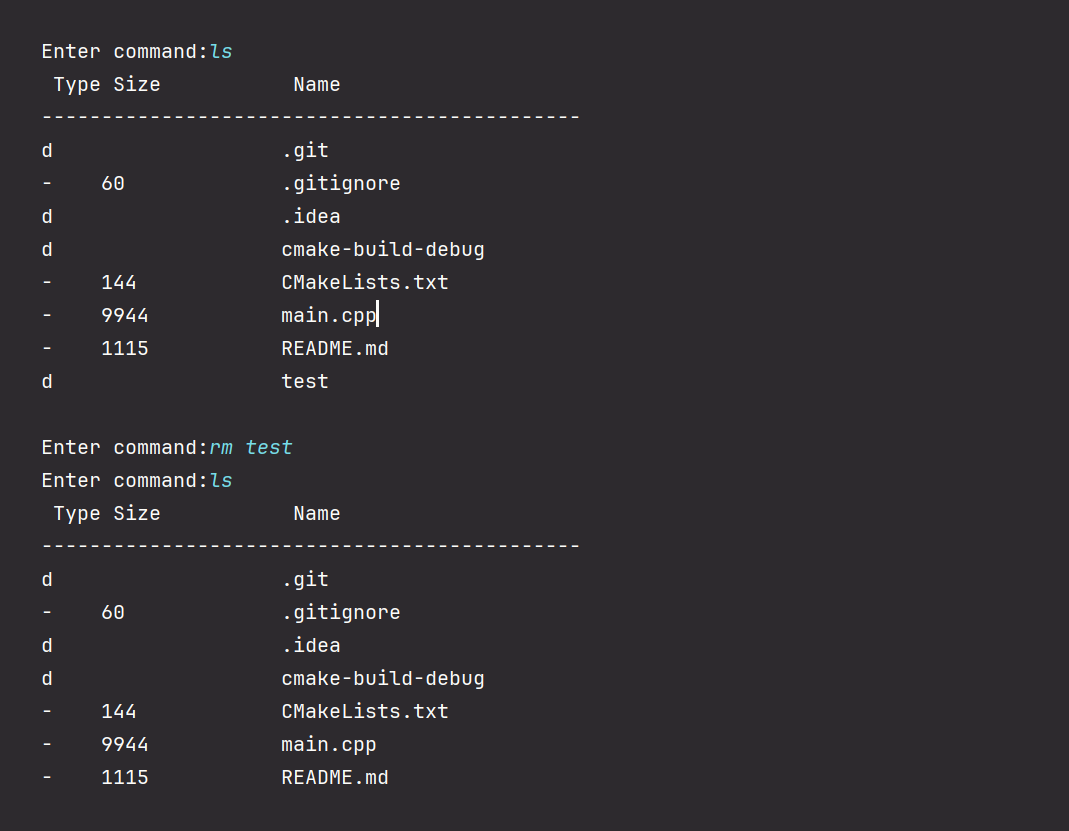 Enter command:ls
 Type Size           Name
---------------------------------------------
d                   .git
-    60             .gitignore
d                   .idea
d                   cmake-build-debug
-    144            CMakeLists.txt
-    9944           main.cpp
-    1115           README.md
d                   test
Enter command:rm test
Enter command:ls
 Type Size           Name
---------------------------------------------
d                   .git
-    60             .gitignore
d                   .idea
d                   cmake-build-debug
-    144            CMakeLists.txt
-    9944           main.cpp
-    1115           README.md